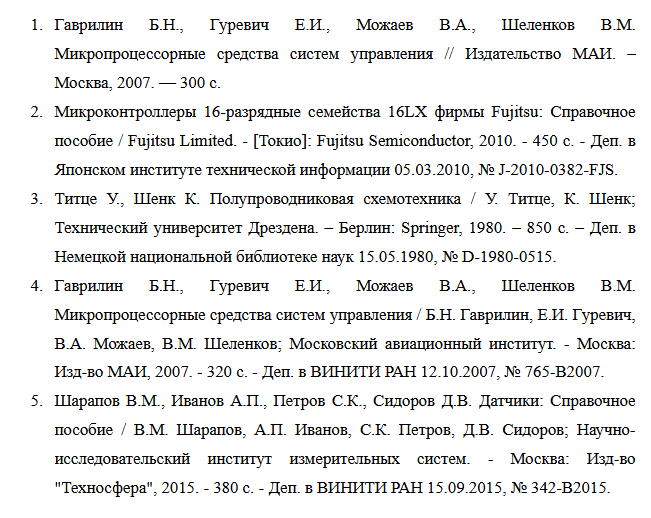 1. Гаврилин Б.Н., Гуревич Е.И., Можаев В.А., Шеленков В.М.
Микропроцессорные средства систем управления // Издательство МАИ. –
Москва, 2007. — 300 с.
2. Микроконтроллеры 16-разрядные семейства 16LX фирмы Fujitsu: Справочное
пособие / Fujitsu Limited. - [Токио]: Fujitsu Semiconductor, 2010. - 450 с. - Деп. в
Японском институте технической информации 05.03.2010, № J-2010-0382-FJS.
3. Титце У., Шенк К. Полупроводниковая схемотехника / У. Титце, К. Шенк;
Технический университет Дрездена. – Берлин: Springer, 1980. – 850 с. – Деп. в
Немецкой национальной библиотеке наук 15.05.1980, № D-1980-0515.
4. Гаврилин Б.Н., Гуревич Е.И., Можаев В.А., Шеленков В.М.
Микропроцессорные средства систем управления / Б.Н. Гаврилин, Е.И. Гуревич,
В.А. Можаев, В.М. Шеленков; Московский авиационный институт. - Москва:
Изд-во МАИ, 2007. - 320 с. - Деп. в ВИНИТИ РАН 12.10.2007, № 765-В2007.
5. Шарапов В.М., Иванов А.П., Петров С.К., Сидоров Д.В. Датчики: Справочное
пособие / В.М. Шарапов, А.П. Иванов, С.К. Петров, Д.В. Сидоров; Научно-
исследовательский институт измерительных систем. - Москва: Изд-во
"Техносфера", 2015. - 380 с. - Деп. в ВИНИТИ РАН 15.09.2015, № 342-В2015.